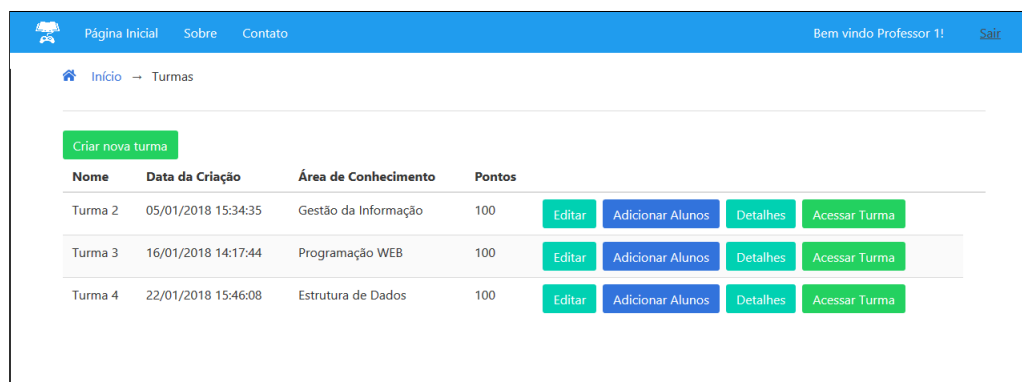 Página Inicial Sobre Contato Bem vindo Professor 1! Sair
Início → Turmas
Criar nova turma
Nome Data da Criação Área de Conhecimento Pontos
Turma 2 05/01/2018 15:34:35 Gestão da Informação 100 Editar Adicionar Alunos Detalhes Acessar Turma
Turma 3 16/01/2018 14:17:44 Programação WEB 100 Editar Adicionar Alunos Detalhes Acessar Turma
Turma 4 22/01/2018 15:46:08 Estrutura de Dados 100 Editar Adicionar Alunos Detalhes Acessar Turma